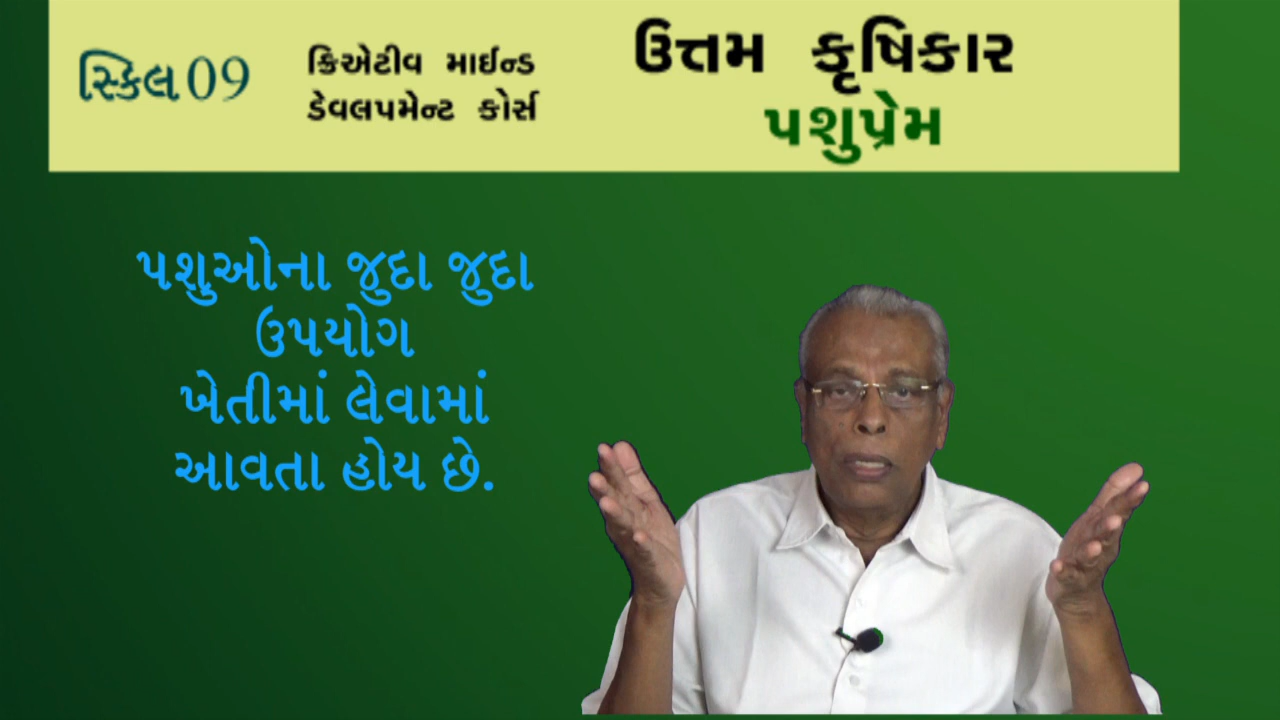 સ્કિલ 09
ક્રિએટીવ માઈન્ડ
ડેવલપમેન્ટ કોર્સ
ઉત્તમ કૃષિકાર
પશુપ્રેમ
પશુઓના જુદા જુદા
ઉપયોગ
ખેતીમાં લેવામાં
આવતા હોય છે.